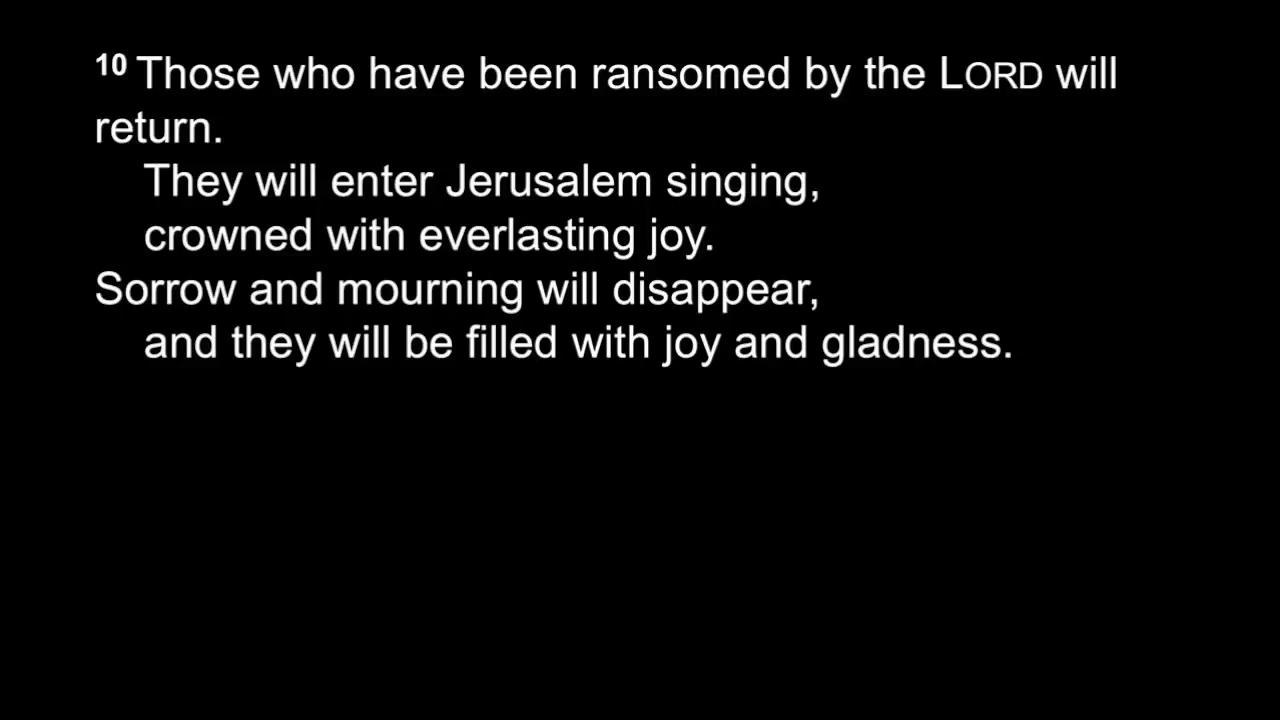 10 Those who have been ransomed by the LORD will
return.
They will enter Jerusalem singing,
crowned with everlasting joy.
Sorrow and mourning will disappear,
and they will be filled with joy and gladness.